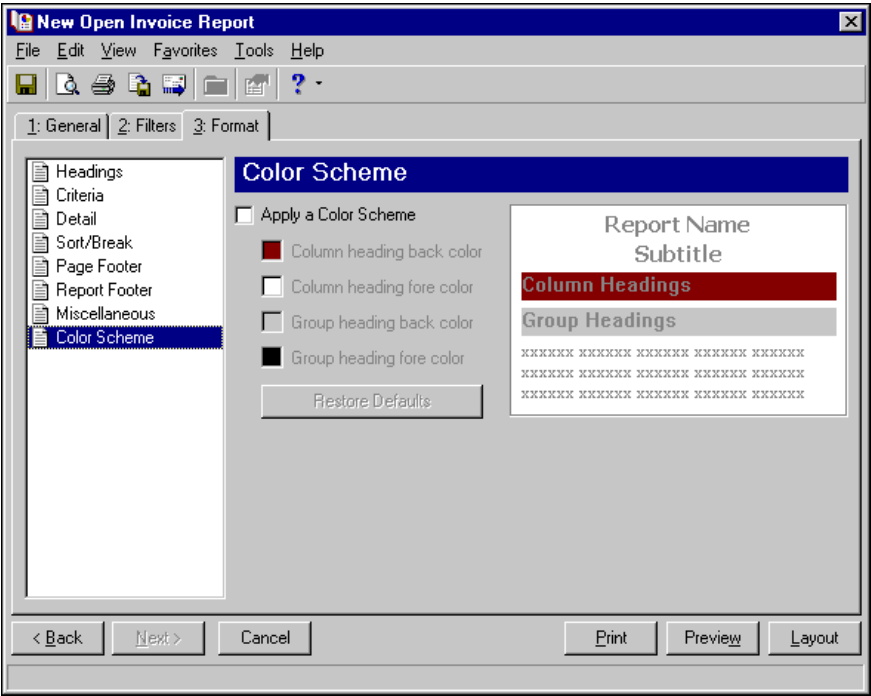 New Open Invoice Report
File Edit View Favorites Tools Help
?
1: General 2: Filters 3: Format
Headings
Criteria
Detail
Sort/Break
Page Footer
Report Footer
Miscellaneous
Color Scheme
Color Scheme
Apply a Color Scheme
Column heading back color
Column heading fore color
Group heading back color
Group heading fore color
Restore Defaults
Report Name
Subtitle
Column Headings
Group Headings
xxxxxx xxxxxx xxxxxx xxxxxx xxxxxx
xxxxxx xxxxxx xxxxxx xxxxxx xxxxxx
xxxxxx xxxxxx xxxxxx xxxxxx xxxxxx
< Back Next > Cancel Print Preview Layout